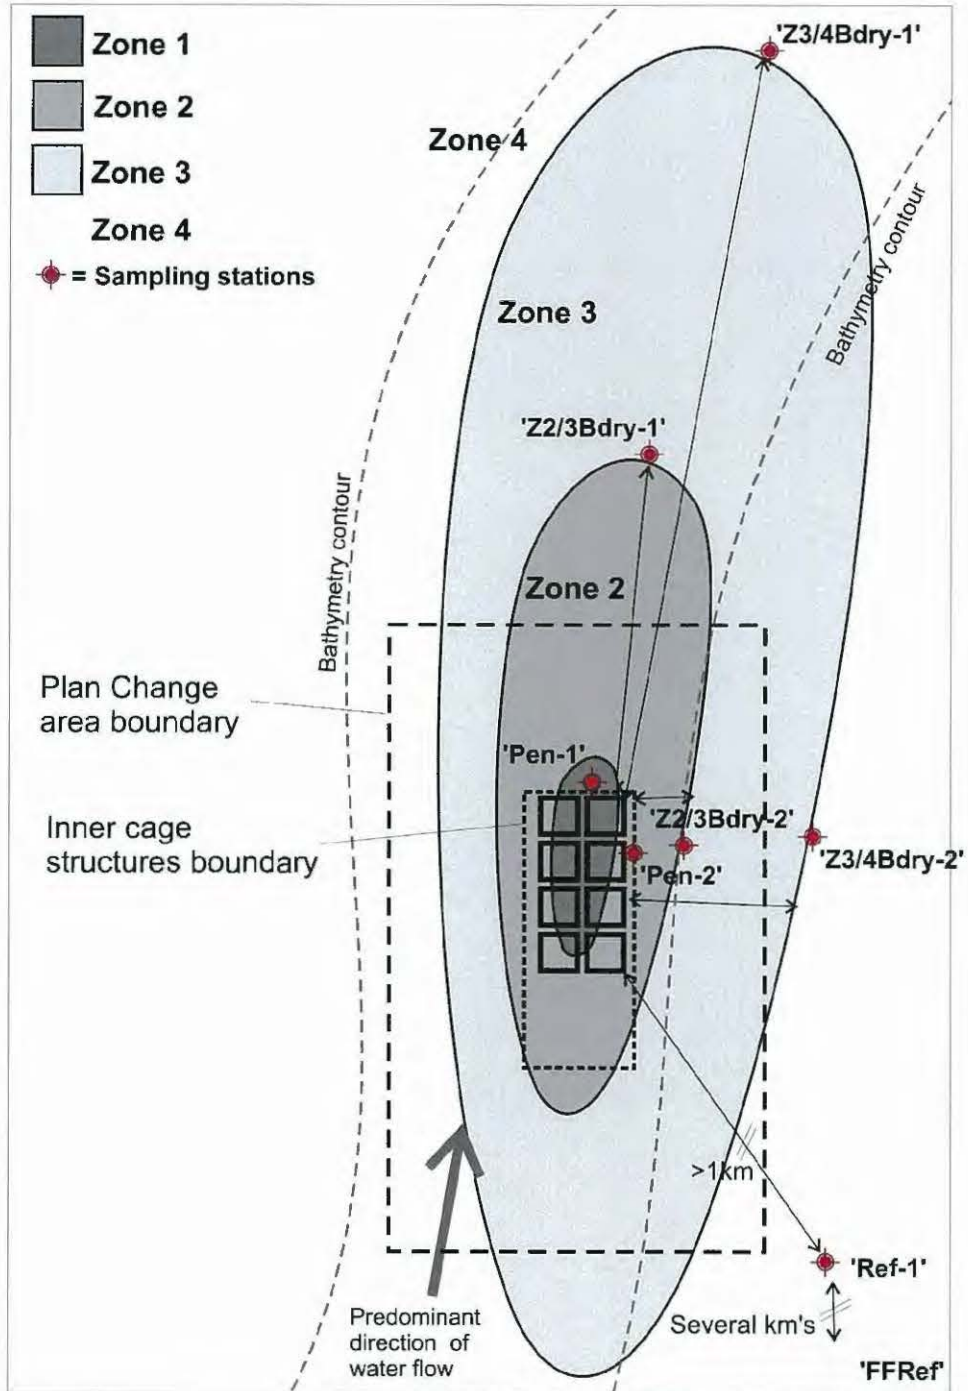 Zone 1
Zone 2
Zone 3
Zone 4
= Sampling stations
'Z3/4Bdry-1'
Zone 4
Bathymetry contour
Zone 3
'Z2/3Bdry-1'
Bathymetry contour
Zone 2
Plan Change
area boundary
'Pen-1'
Inner cage
structures boundary
'Z2/3Bdry-2'
'Pen-2'
'Z3/4Bdry-2'
>1km
'Ref-1'
Predominant
direction of
water flow
Several km's
'FFRef'